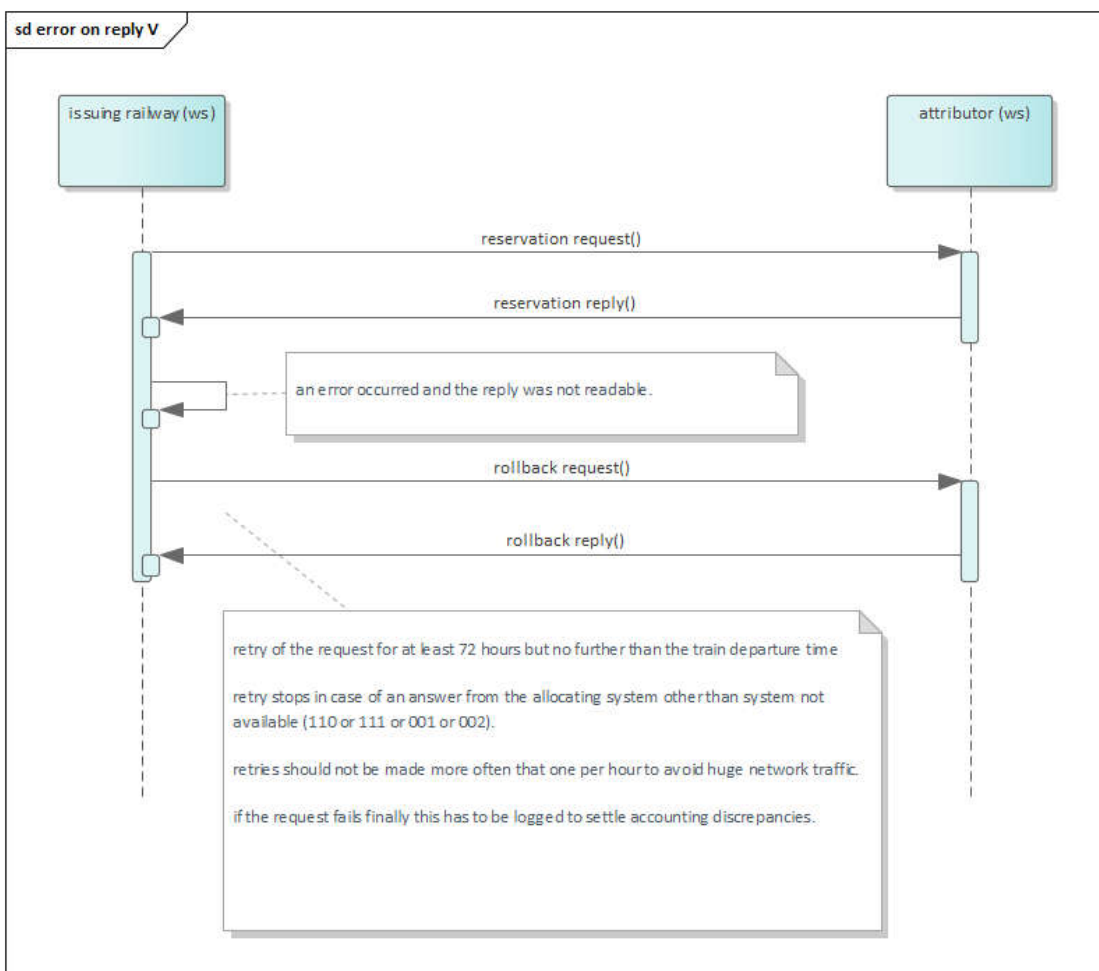 sd error on reply V
issuing railway (ws)
attributor (ws)
reservation request()
reservation reply()
an error occurred and the reply was not readable.
rollback request()
rollback reply()
retry of the request for at least 72 hours but no further than the train departure time
retry stops in case of an answer from the allocating system other than system not
available (110 or 111 or 001 or 002).
retries should not be made more often that one per hour to avoid huge network traffic.
if the request fails finally this has to be logged to settle accounting discrepancies.